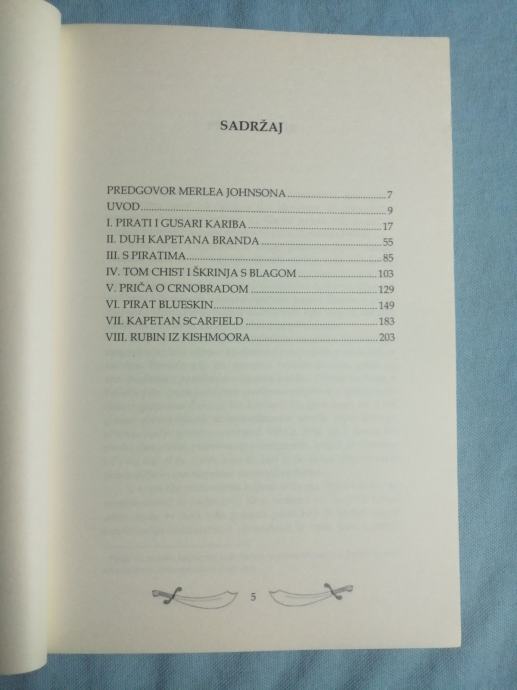 SADRŽAJ
PREDGOVOR MERLEA JOHNSONA.....7
UVOD.....9
I. PIRATI I GUSARI KARIBA.....17
II. DUH KAPETANA BRANDA.....55
III. S PIRATIMA.....85
IV. TOM CHIST I ŠKRINJA S BLAGOM.....103
V. PRIČA O CRNOBRADOM.....129
VI. PIRAT BLUESKIN.....149
VII. KAPETAN SCARFIELD.....183
VIII. RUBIN IZ KISHMOORA.....203
5